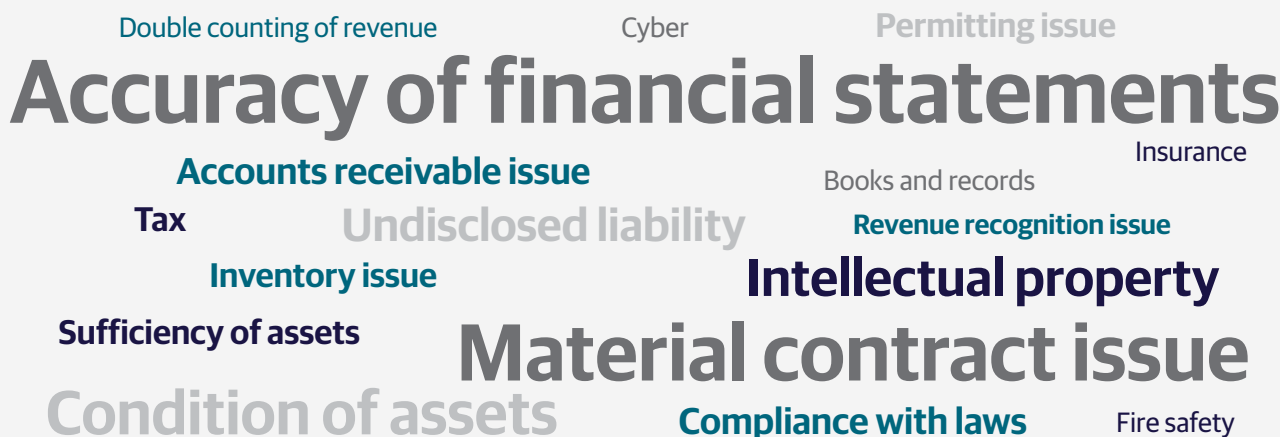 Double counting of revenue
Cyber
Permitting issue
Accuracy of financial statements
Insurance
Accounts receivable issue
Books and records
Tax
Undisclosed liability
Revenue recognition issue
Inventory issue
Intellectual property
Sufficiency of assets
Material contract issue
Condition of assets
Compliance with laws
Fire safety